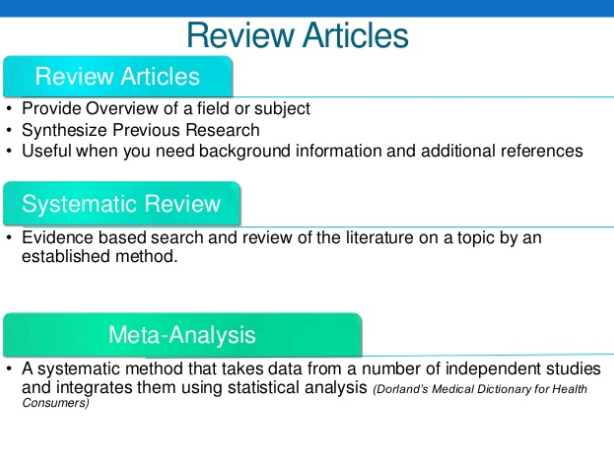 Review Articles
Review Articles
• Provide Overview of a field or subject
• Synthesize Previous Research
• Useful when you need background information and additional references
Systematic Review
• Evidence based search and review of the literature on a topic by an
established method.
Meta-Analysis
• A systematic method that takes data from a number of independent studies
and integrates them using statistical analysis (Dorland's Medical Dictionary for Health
Consumers)